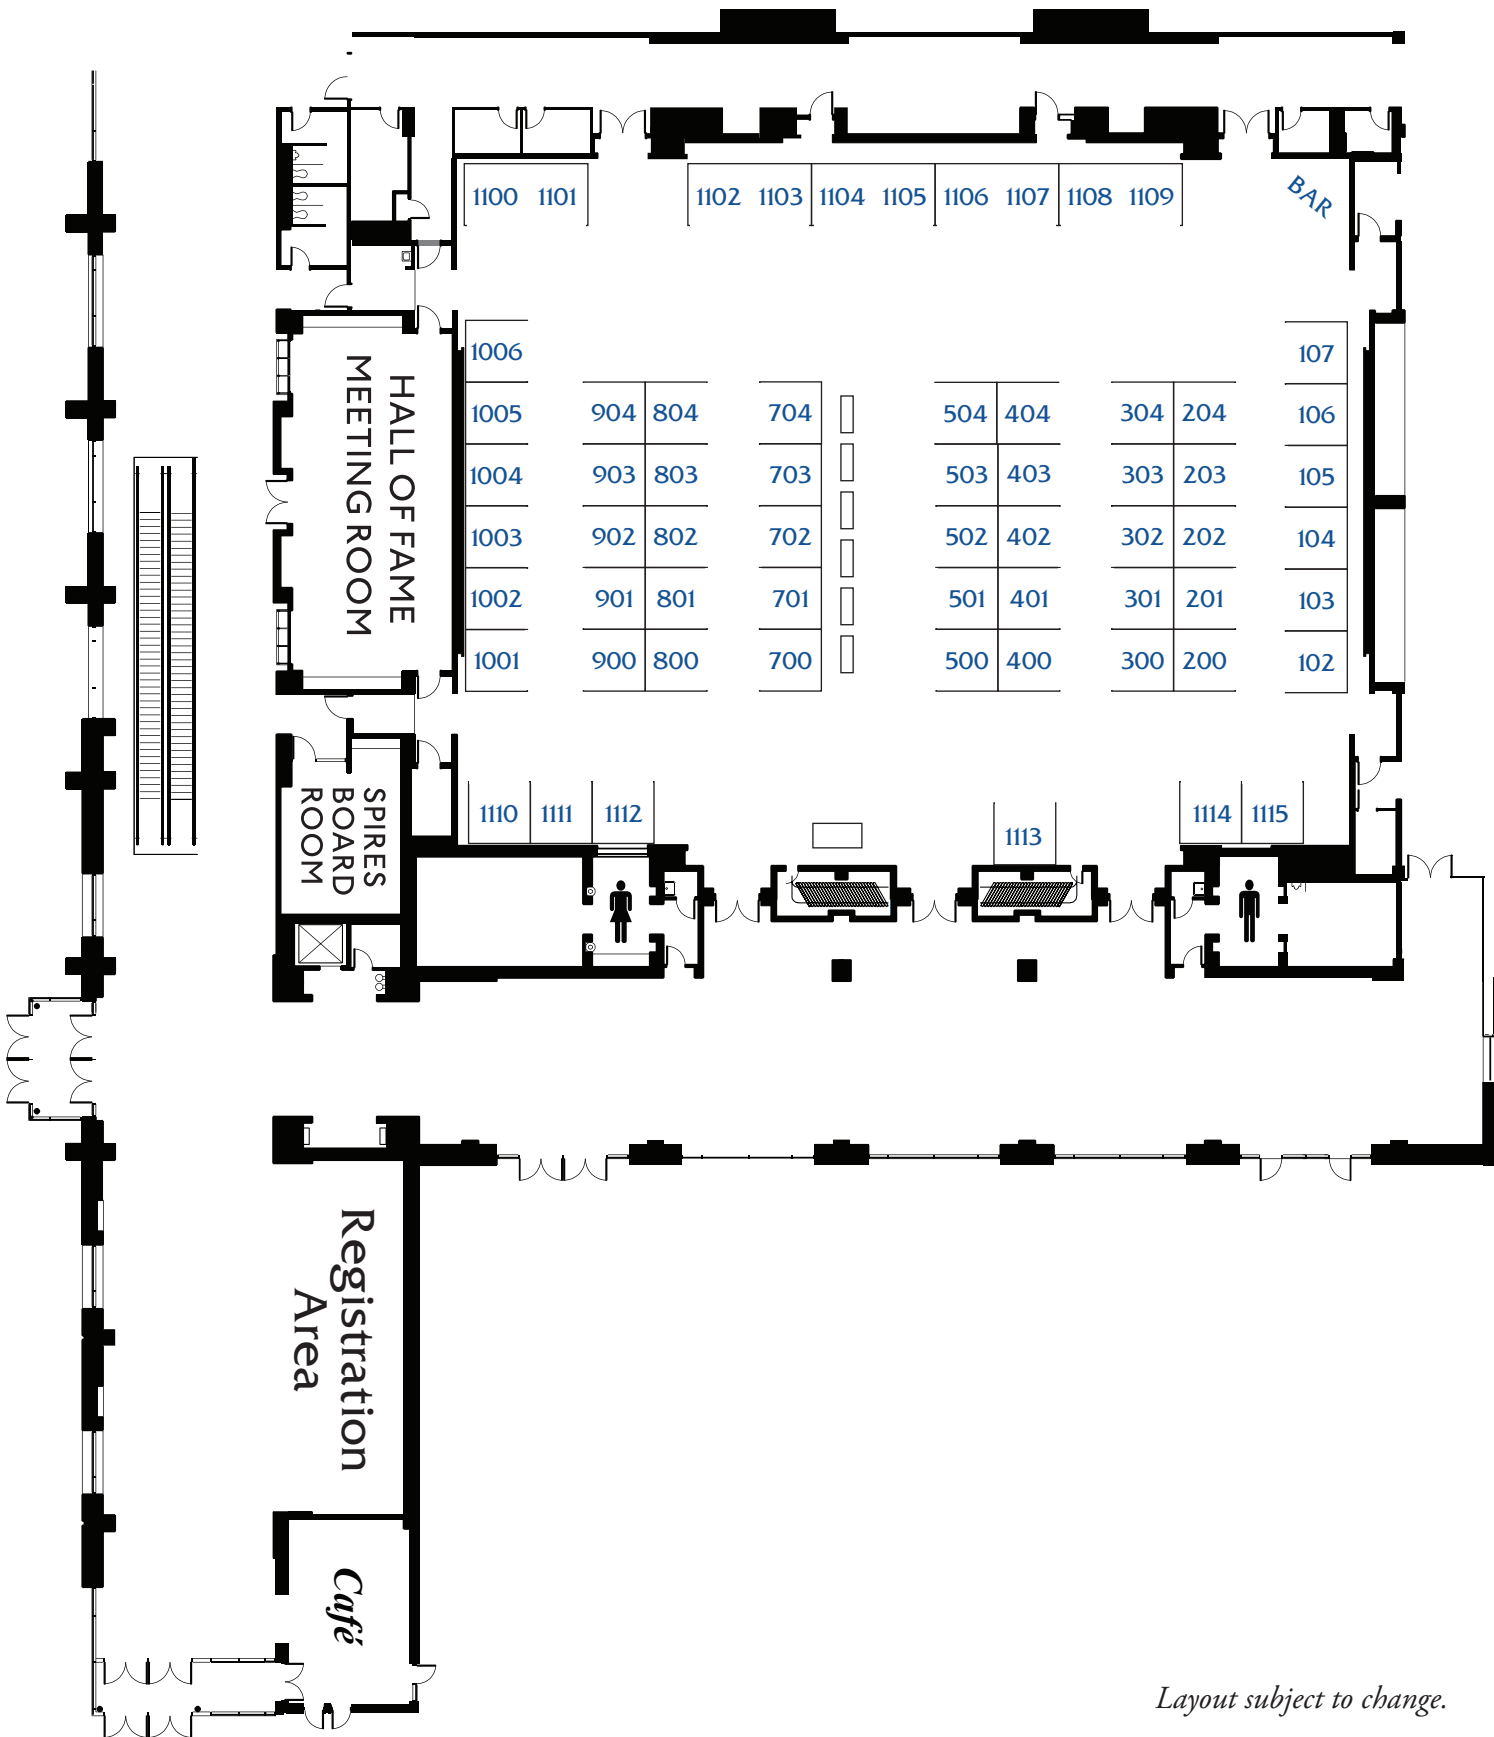 1100 1101 1102 1103 1104 1105 1106 1107 1108 1109 BAR
1006 107
1005 904 804 704 504 404 304 204 106
1004 903 803 703 503 403 303 203 105
1003 902 802 702 502 402 302 202 104
1002 901 801 701 501 401 301 201 103
1001 900 800 700 500 400 300 200 102
HALL OF FAME
MEETING ROOM
1110 1111 1112 1113 1114 1115
SPIRES
BOARD
ROOM
Registration
Area
Café
Layout subject to change.